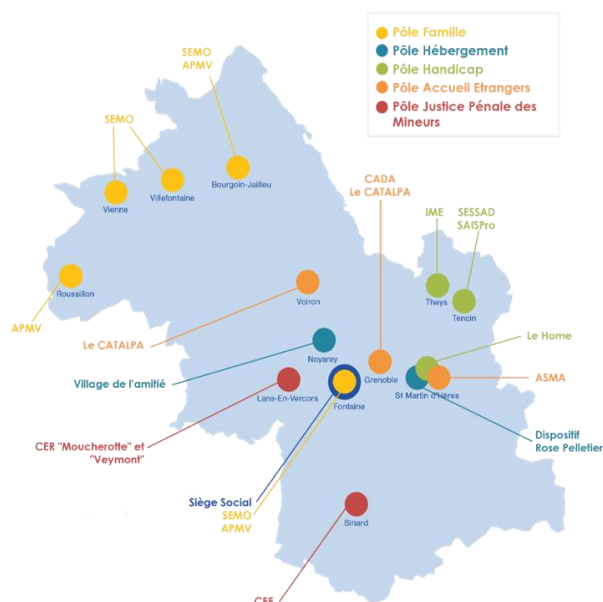 Pôle Famille
Pôle Hébergement
Pôle Handicap
Pôle Accueil Etrangers
Pôle Justice Pénale des
Mineurs
SEMO
APMV
SEMO
Bourgoin-Jailleu
Villefontaine
Vienne
CADA
Le CATALPA
IME
SESSAD
SAISPro
Roussillon
Voiron
Theys
Tencin
APMV
Le CATALPA
Le Home
Noyarey
Village de l'amitié
Grenoble
ASMA
Lans-En-Vercors
Fontaine
St Martin d'Hères
Dispositif
Rose Pelletier
CER "Moucherotte" et
"Veymont"
Siège Social
SEMO
APMV
Sinard